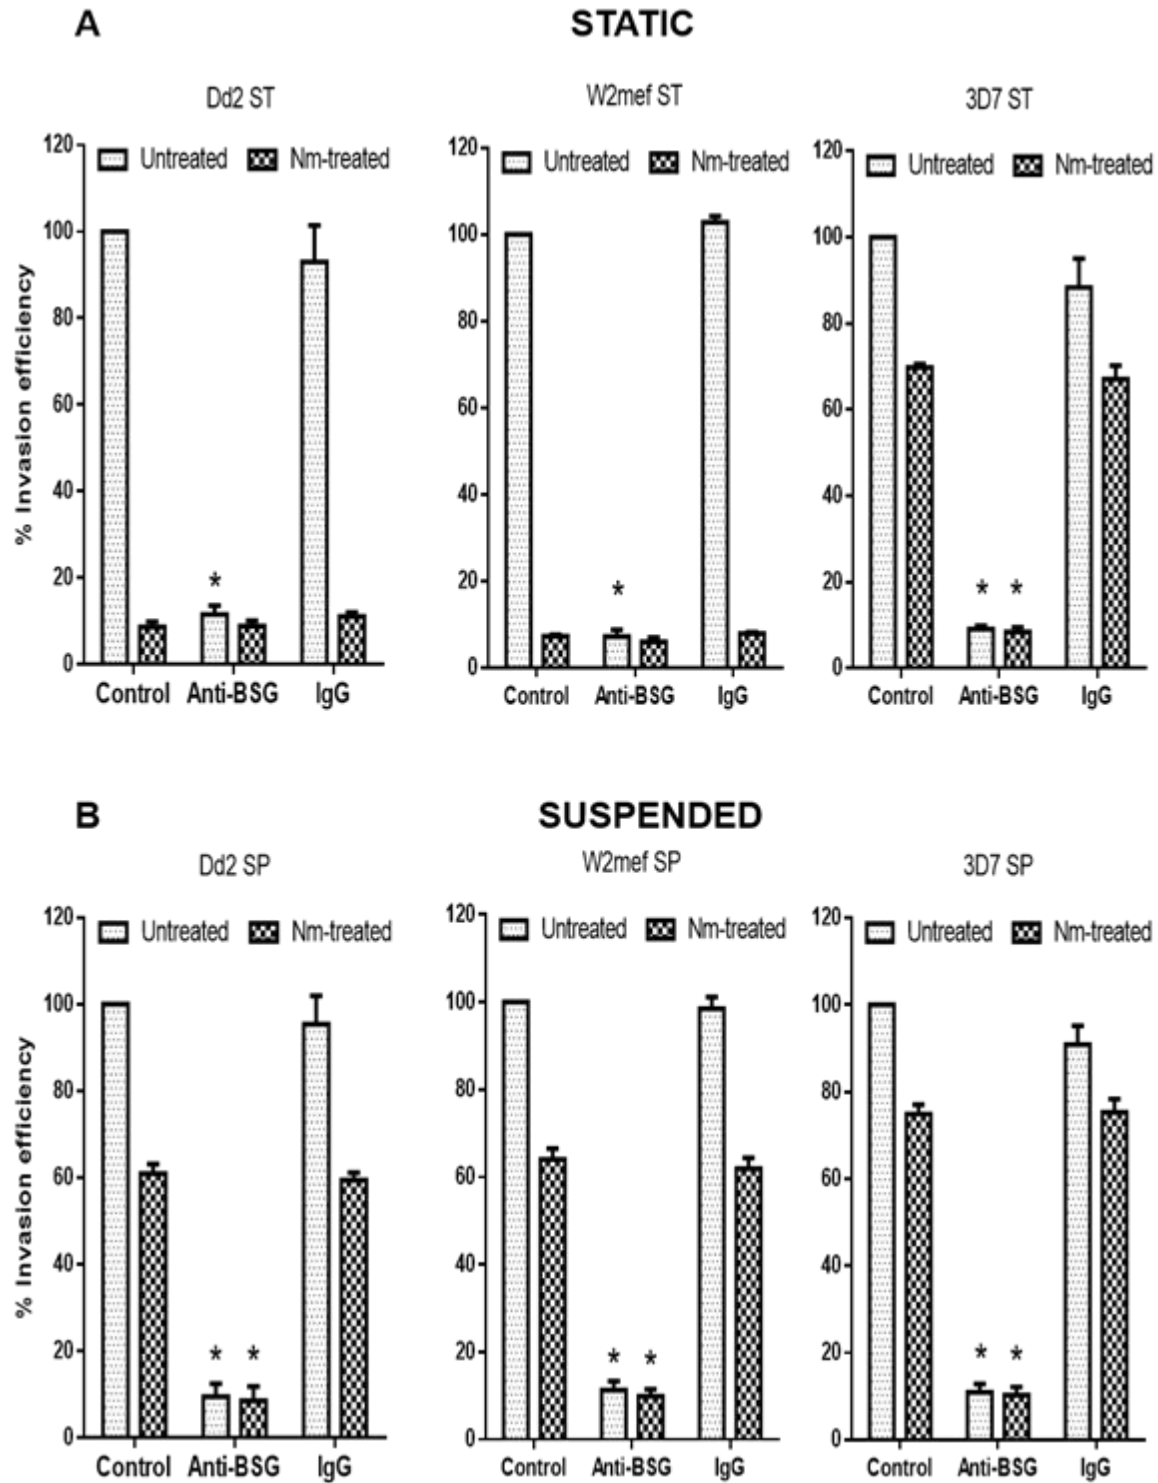 A
STATIC
Dd2 ST
W2mef ST
3D7 ST
% Invasion efficiency
120
100
80
60
40
20
0
Untreated
Nm-treated
*
Control
Anti-BSG
IgG
120
100
80
60
40
20
0
Untreated
Nm-treated
*
Control
Anti-BSG
IgG
120
100
80
60
40
20
0
Untreated
Nm-treated
* *
Control
Anti-BSG
IgG
B
SUSPENDED
Dd2 SP
W2mef SP
3D7 SP
% Invasion efficiency
120
100
80
60
40
20
0
Untreated
Nm-treated
* *
Control
Anti-BSG
IgG
120
100
80
60
40
20
0
Untreated
Nm-treated
* *
Control
Anti-BSG
IgG
120
100
80
60
40
20
0
Untreated
Nm-treated
* *
Control
Anti-BSG
IgG